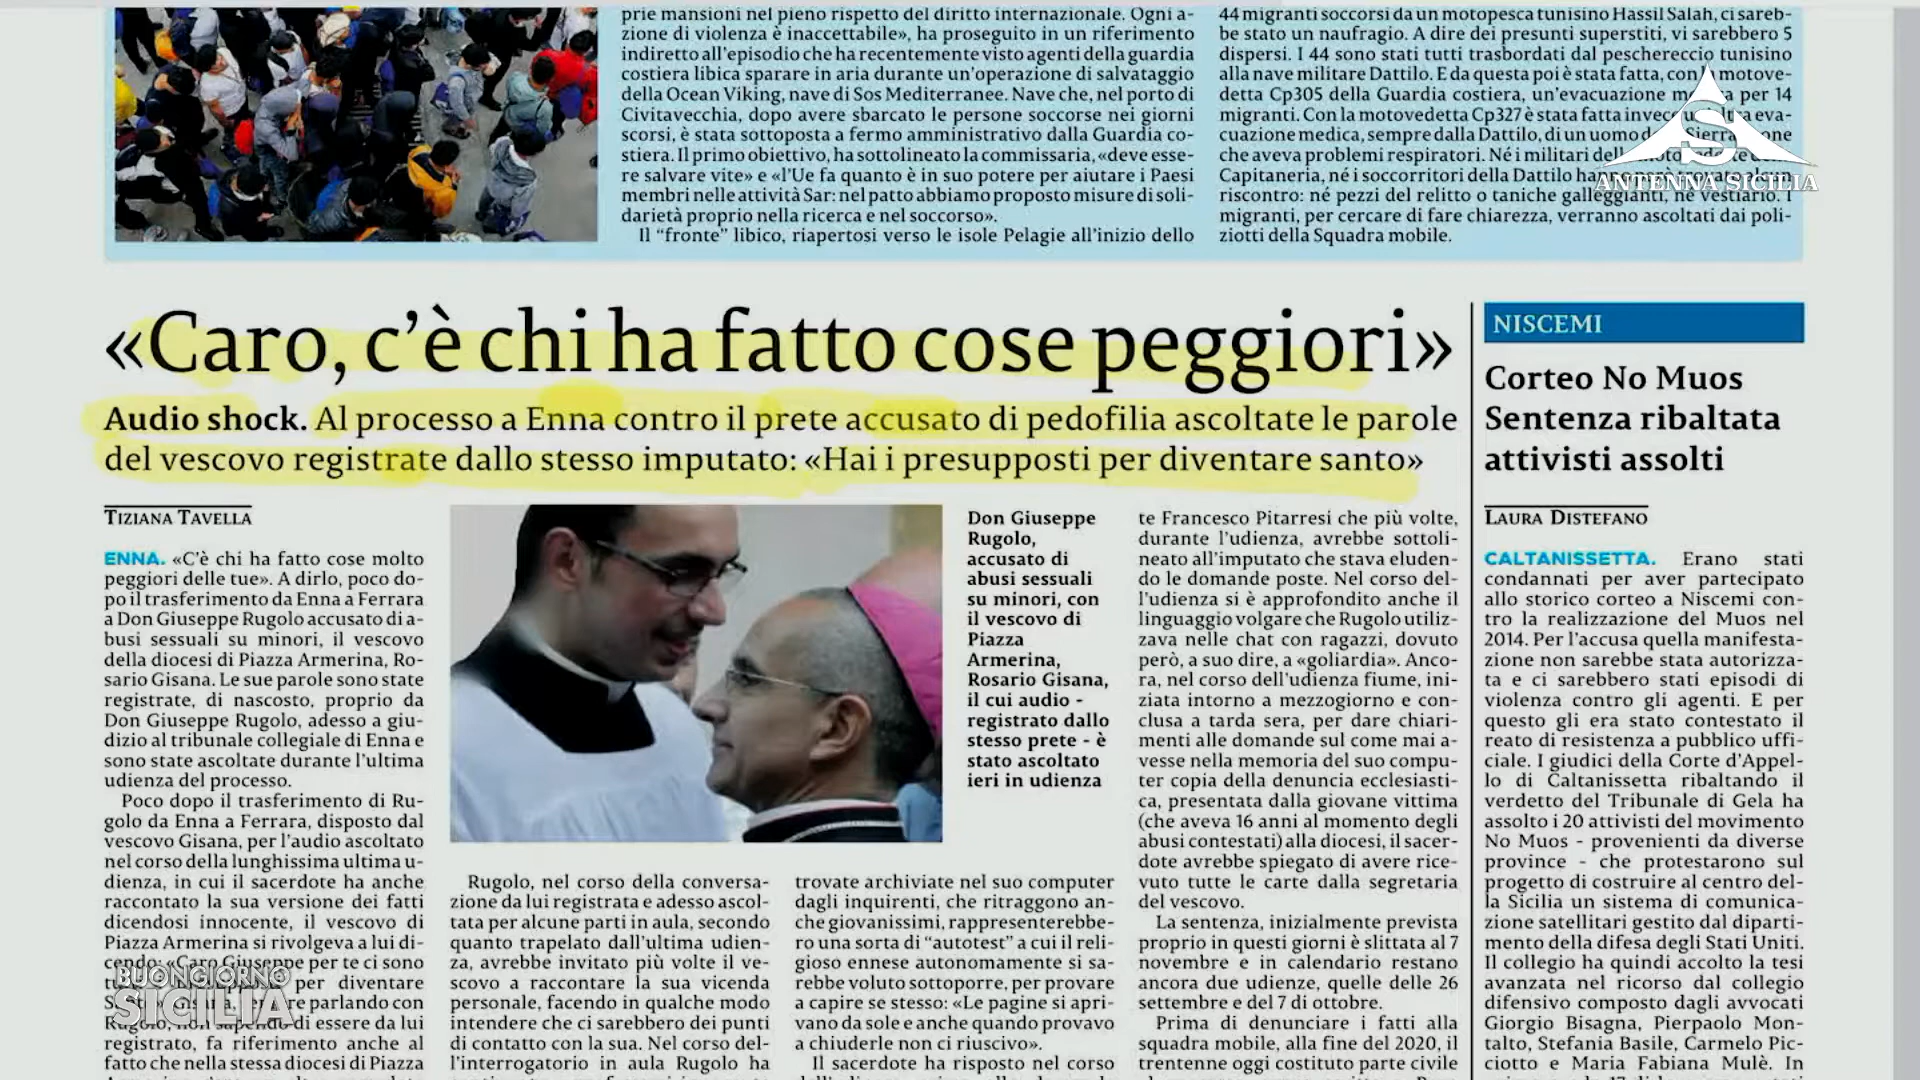 prie mansioni nel pieno rispetto del diritto internazionale. Ogni a-
zione di violenza è inaccettabile», ha proseguito in un riferimento
indiretto all'episodio che ha recentemente visto agenti della guardia
costiera libica sparare in aria durante un'operazione di salvataggio
della Ocean Viking, nave di Sos Mediterranee. Nave che, nel porto di
Civitavecchia, dopo avere sbarcato le persone soccorse nei giorni
scorsi, è stata sottoposta a fermo amministrativo dalla Guardia co-
stiera. Il primo obiettivo, ha sottolineato la commissaria, «deve esse-
re salvare vite» e «l'Ue fa quanto è in suo potere per aiutare i Paesi
membri nelle attività Sar: nel patto abbiamo proposto misure di soli-
darietà proprio nella ricerca e nel soccorso».
Il “fronte” libico, riapertosi verso le isole Pelagie all'inizio dello
44 migranti soccorsi da un motopesca tunisino Hassil Salah, ci sareb-
be stato un naufragio. A dire dei presunti superstiti, vi sarebbero 5
dispersi. I 44 sono stati tutti trasbordati dal peschereccio tunisino
alla nave militare Dattilo. E da questa poi è stata fatta, con motove-
detta Cp305 della Guardia costiera, un'evacuazione per 14
migranti. Con la motovedetta Cp327 è stata fatta eva-
cuazione medica, sempre dalla Dattilo, di un uomo
che aveva problemi respiratori. Né i militari
Capitaneria, né i soccorritori della Dattilo
riscontro: né pezzi del relitto o taniche galleggianti, né vestiario. I
migranti, per cercare di fare chiarezza, verranno ascoltati dai poli-
ziotti della Squadra mobile.
ANTENNA SICILIA
«Caro, c'è chi ha fatto cose peggiori»
Audio shock. Al processo a Enna contro il prete accusato di pedofilia ascoltate le parole
del vescovo registrate dallo stesso imputato: «Hai i presupposti per diventare santo»
TIZIANA TAVELLA
ENNA. «C'è chi ha fatto cose molto
peggiori delle tue». A dirlo, poco do-
po il trasferimento da Enna a Ferrara
a Don Giuseppe Rugolo accusato di a-
busi sessuali su minori, il vescovo
della diocesi di Piazza Armerina, Ro-
sario Gisana. Le sue parole sono state
registrate, di nascosto, proprio da
Don Giuseppe Rugolo, adesso a giu-
dizio al tribunale collegiale di Enna e
sono state ascoltate durante l'ultima
udienza del processo.
Poco dopo il trasferimento di Ru-
golo da Enna a Ferrara, disposto dal
vescovo Gisana, per l'audio ascoltato
nel corso della lunghissima ultima u-
dienza, in cui il sacerdote ha anche
raccontato la sua versione dei fatti
dicendosi innocente, il vescovo di
Piazza Armerina si rivolgeva a lui di-
cendo: «Caro Giuseppe per te ci sono
per diventare
parlando con
Rugolo, non sapendo di essere da lui
registrato, fa riferimento anche al
fatto che nella stessa diocesi di Piazza
BUONGIORNO
SICILIA
Rugolo, nel corso della conversa-
zione da lui registrata e adesso ascol-
tata per alcune parti in aula, secondo
quanto trapelato dall'ultima udien-
za, avrebbe invitato più volte il ve-
scovo a raccontare la sua vicenda
personale, facendo in qualche modo
intendere che ci sarebbero dei punti
di contatto con la sua. Nel corso del-
l'interrogatorio in aula Rugolo ha
Don Giuseppe
Rugolo,
accusato di
abusi sessuali
su minori, con
il vescovo di
Piazza
Armerina,
Rosario Gisana,
il cui audio -
registrato dallo
stesso prete - è
stato ascoltato
ieri in udienza
trovate archiviate nel suo computer
dagli inquirenti, che ritraggono an-
che giovanissimi, rappresenterebbe-
ro una sorta di “autotest” a cui il reli-
gioso ennese autonomamente si sa-
rebbe voluto sottoporre, per provare
a capire se stesso: «Le pagine si apri-
vano da sole e anche quando provavo
a chiuderle non ci riuscivo».
Il sacerdote ha risposto nel corso
te Francesco Pitarresi che più volte,
durante l'udienza, avrebbe sottoli-
neato all'imputato che stava eluden-
do le domande poste. Nel corso del-
l'udienza si è approfondito anche il
linguaggio volgare che Rugolo utiliz-
zava nelle chat con ragazzi, dovuto
però, a suo dire, a «goliardia». Anco-
ra, nel corso dell'udienza fiume, ini-
ziata intorno a mezzogiorno e con-
clusa a tarda sera, per dare chiari-
menti alle domande sul come mai a-
vesse nella memoria del suo compu-
ter copia della denuncia ecclesiasti-
ca, presentata dalla giovane vittima
(che aveva 16 anni al momento degli
abusi contestati) alla diocesi, il sacer-
dote avrebbe spiegato di avere rice-
vuto tutte le carte dalla segretaria
del vescovo.
La sentenza, inizialmente prevista
proprio in questi giorni è slittata al 7
novembre e in calendario restano
ancora due udienze, quelle delle 26
settembre e del 7 di ottobre.
Prima di denunciare i fatti alla
squadra mobile, alla fine del 2020, il
trentenne oggi costituto parte civile
NISCEMI
Corteo No Muos
Sentenza ribaltata
attivisti assolti
LAURA DISTEFANO
CALTANISSETTA. Erano stati
condannati per aver partecipato
allo storico corteo a Niscemi con-
tro la realizzazione del Muos nel
2014. Per l'accusa quella manifesta-
zione non sarebbe stata autorizza-
ta e ci sarebbero stati episodi di
violenza contro gli agenti. E per
questo gli era stato contestato il
reato di resistenza a pubblico uffi-
ciale. I giudici della Corte d'Appel-
lo di Caltanissetta ribaltando il
verdetto del Tribunale di Gela ha
assolto i 20 attivisti del movimento
No Muos - provenienti da diverse
province - che protestarono sul
progetto di costruire al centro del-
la Sicilia un sistema di comunica-
zione satellitari gestito dal diparti-
mento della difesa degli Stati Uniti.
Il collegio ha quindi accolto la tesi
avanzata nel ricorso dal collegio
difensivo composto dagli avvocati
Giorgio Bisagna, Pierpaolo Mon-
talto, Stefania Basile, Carmelo Pic-
ciotto e Maria Fabiana Mulè. In